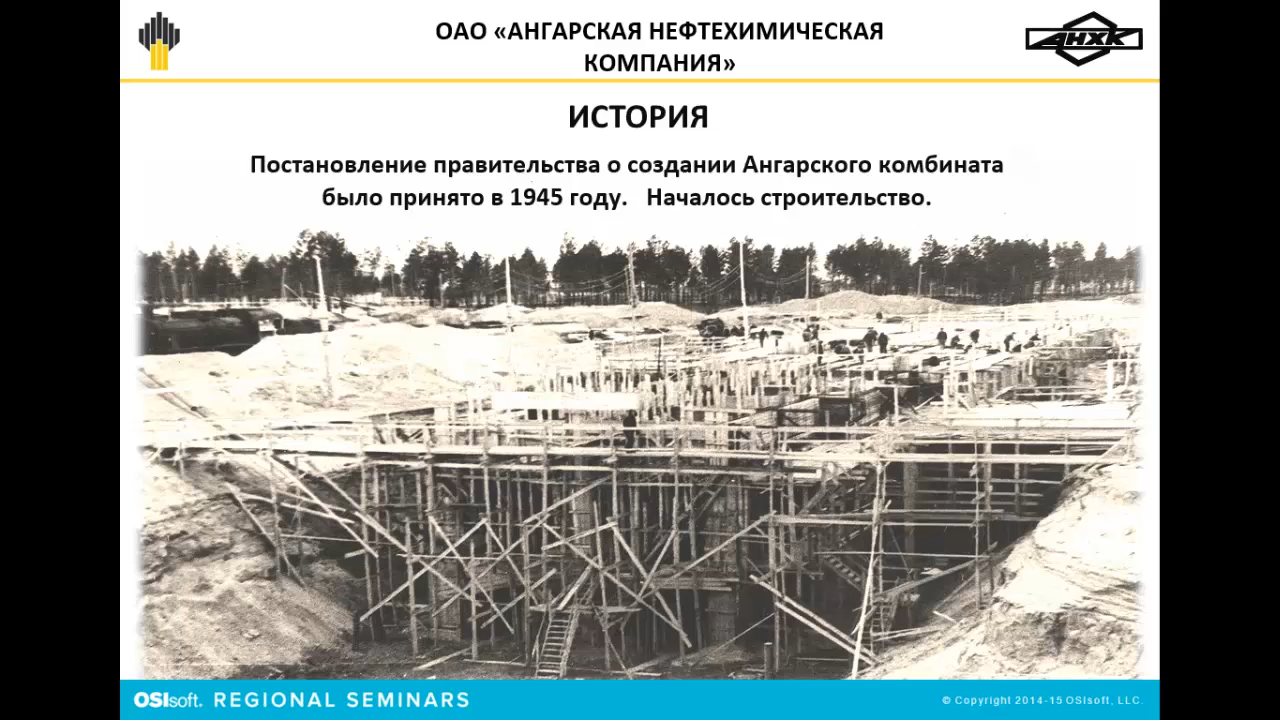 ОАО «АНГАРСКАЯ НЕФТЕХИМИЧЕСКАЯ
КОМПАНИЯ»
АНХК
ИСТОРИЯ
Постановление правительства о создании Ангарского комбината
было принято в 1945 году. Началось строительство.
OSIsoft. REGIONAL SEMINARS
© Copyright 2014-15 OSIsoft, LLC.